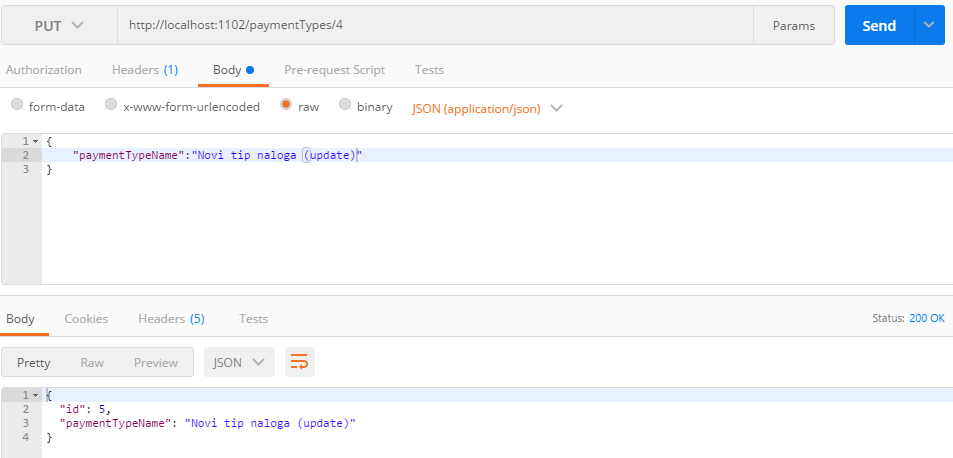 PUT http://localhost:1102/paymentTypes/4 Params Send
Authorization Headers (1) Body Pre-request Script Tests
form-data x-www-form-urlencoded raw binary JSON (application/json)
1 {
2 "paymentTypeName":"Novi tip naloga (update)"
3 }
Body Cookies Headers (5) Tests Status: 200 OK
Pretty Raw Preview JSON
1 {
2 "id": 5,
3 "paymentTypeName": "Novi tip naloga (update)"
4 }